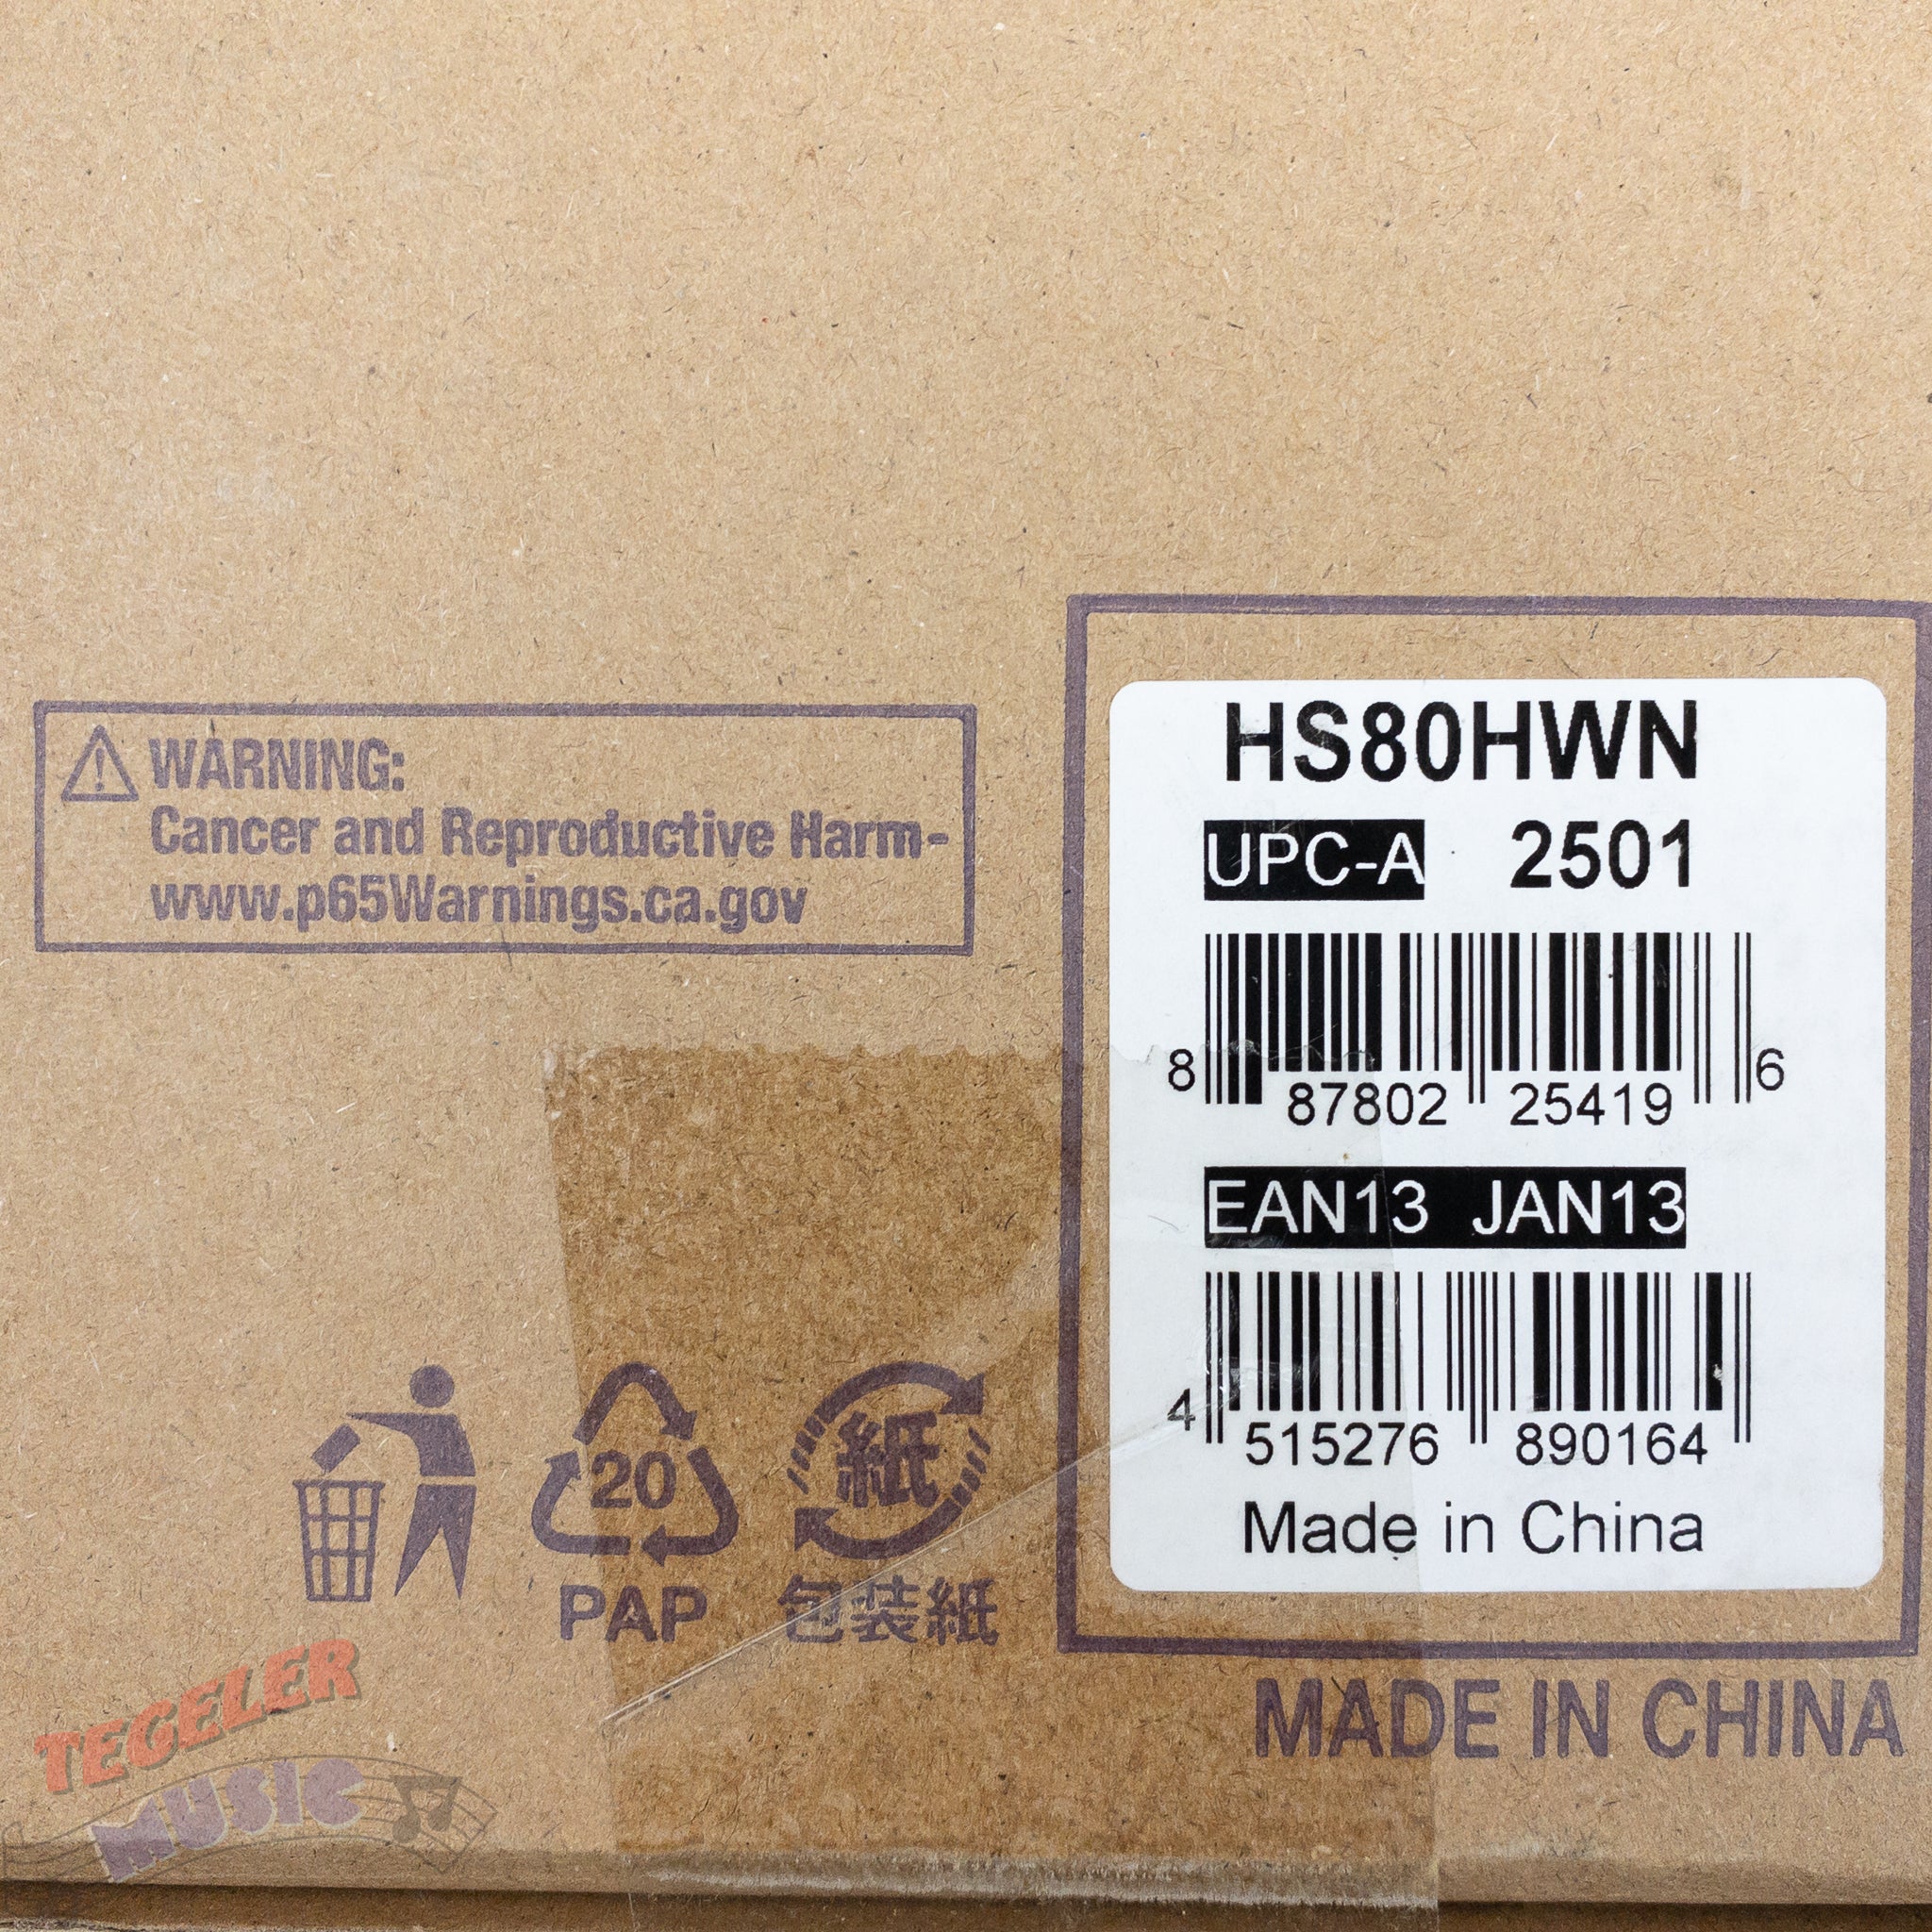 WARNING:
Cancer and Reproductive Harm-
www.p65Warnings.ca.gov
HS80HWN
UPC-A 2501
8 87802 25419 6
EAN13 JAN13
4 515276 890164
Made in China
20
PAP
紙
包装紙
MADE IN CHINA
TEGELER
MUSIC